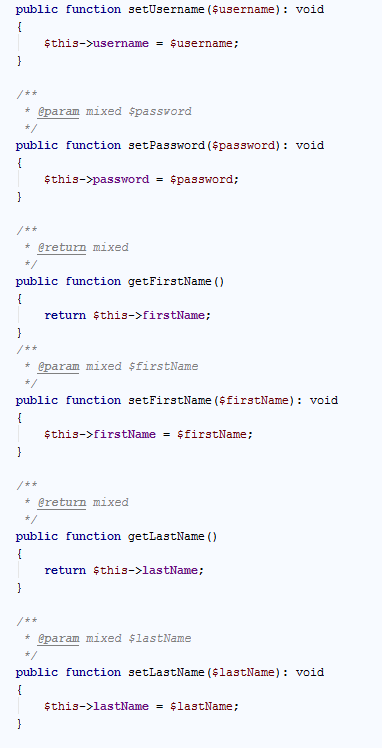 public function setUsername($username): void
{
    $this->username = $username;
}

/**
 * @param mixed $password
 */
public function setPassword($password): void
{
    $this->password = $password;
}

/**
 * @return mixed
 */
public function getFirstName()
{
    return $this->firstName;
}
/**
 * @param mixed $firstName
 */
public function setFirstName($firstName): void
{
    $this->firstName = $firstName;
}

/**
 * @return mixed
 */
public function getLastName()
{
    return $this->lastName;
}

/**
 * @param mixed $lastName
 */
public function setLastName($lastName): void
{
    $this->lastName = $lastName;
}